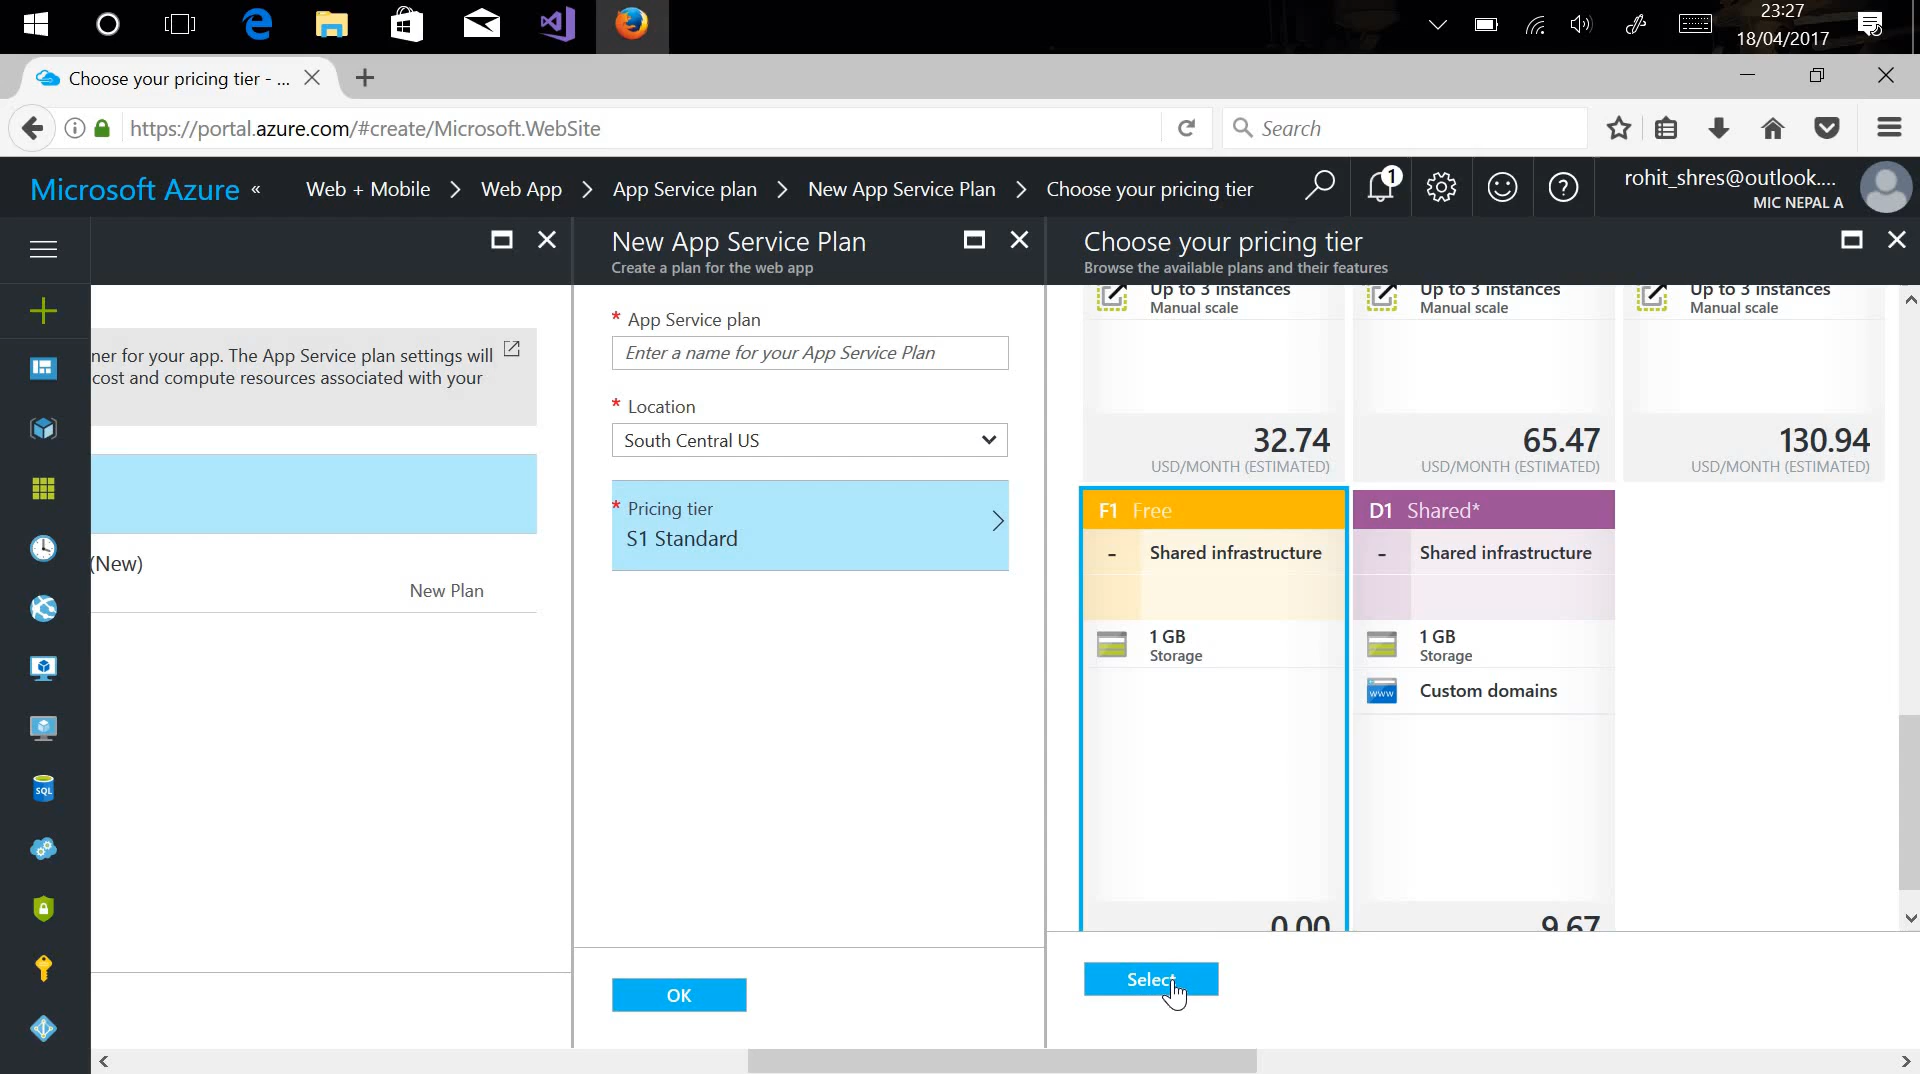 23:27
18/04/2017
Choose your pricing tier - ...
https://portal.azure.com/#create/Microsoft.WebSite
Search
Microsoft Azure «
Web + Mobile > Web App > App Service plan > New App Service Plan > Choose your pricing tier
1
rohit_shres@outlook....
MIC NEPAL A
ner for your app. The App Service plan settings will
cost and compute resources associated with your
(New)
New Plan
New App Service Plan
Create a plan for the web app
* App Service plan
Enter a name for your App Service Plan
* Location
South Central US
* Pricing tier
S1 Standard
OK
Choose your pricing tier
Browse the available plans and their features
Up to 3 instances
Manual scale
32.74
USD/MONTH (ESTIMATED)
Up to 3 instances
Manual scale
65.47
USD/MONTH (ESTIMATED)
Up to 3 instances
Manual scale
130.94
USD/MONTH (ESTIMATED)
F1 Free
- Shared infrastructure
1 GB
Storage
0.00
D1 Shared*
- Shared infrastructure
1 GB
Storage
www Custom domains
9.67
Select
SQL